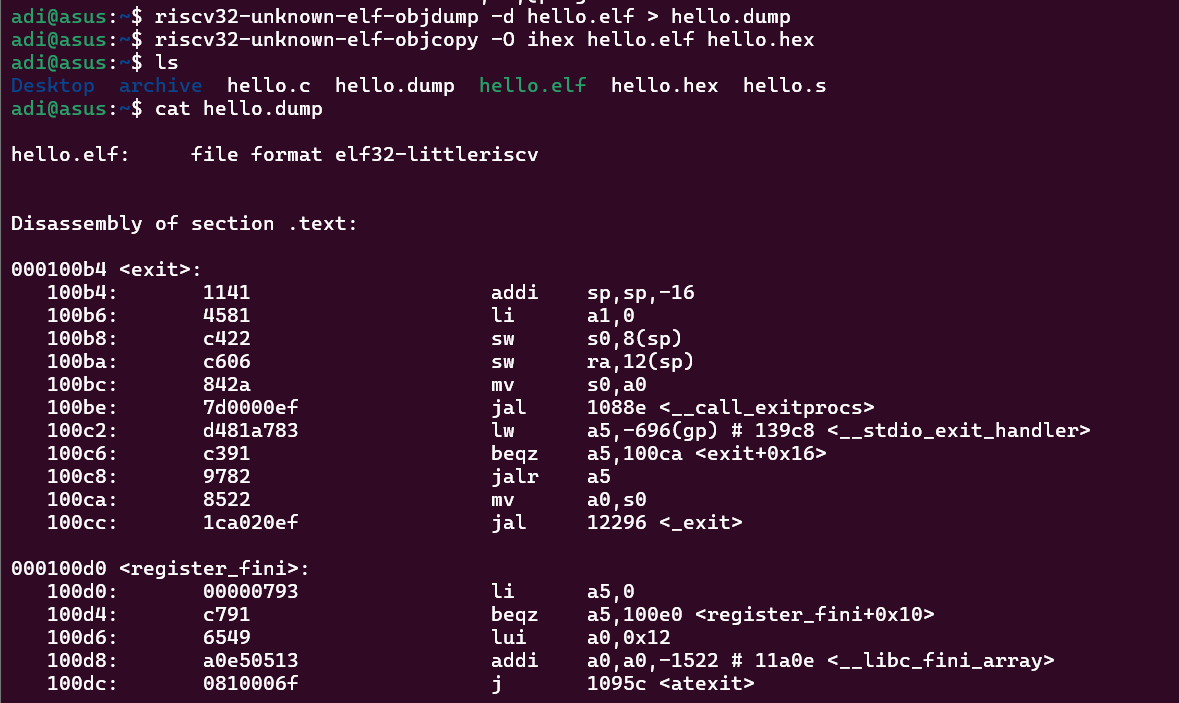 adi@asus:~$ riscv32-unknown-elf-objdump -d hello.elf > hello.dump
adi@asus:~$ riscv32-unknown-elf-objcopy -O ihex hello.elf hello.hex
adi@asus:~$ ls
Desktop  archive  hello.c  hello.dump  hello.elf  hello.hex  hello.s
adi@asus:~$ cat hello.dump

hello.elf:     file format elf32-littleriscv


Disassembly of section .text:

000100b4 <exit>:
   100b4:       1141                    addi    sp,sp,-16
   100b6:       4581                    li      a1,0
   100b8:       c422                    sw      s0,8(sp)
   100ba:       c606                    sw      ra,12(sp)
   100bc:       842a                    mv      s0,a0
   100be:       7d0000ef                jal     1088e <__call_exitprocs>
   100c2:       d481a783                lw      a5,-696(gp) # 139c8 <__stdio_exit_handler>
   100c6:       c391                    beqz    a5,100ca <exit+0x16>
   100c8:       9782                    jalr    a5
   100ca:       8522                    mv      a0,s0
   100cc:       1ca020ef                jal     12296 <_exit>

000100d0 <register_fini>:
   100d0:       00000793                li      a5,0
   100d4:       c791                    beqz    a5,100e0 <register_fini+0x10>
   100d6:       6549                    lui     a0,0x12
   100d8:       a0e50513                addi    a0,a0,-1522 # 11a0e <__libc_fini_array>
   100dc:       0810006f                j       1095c <atexit>